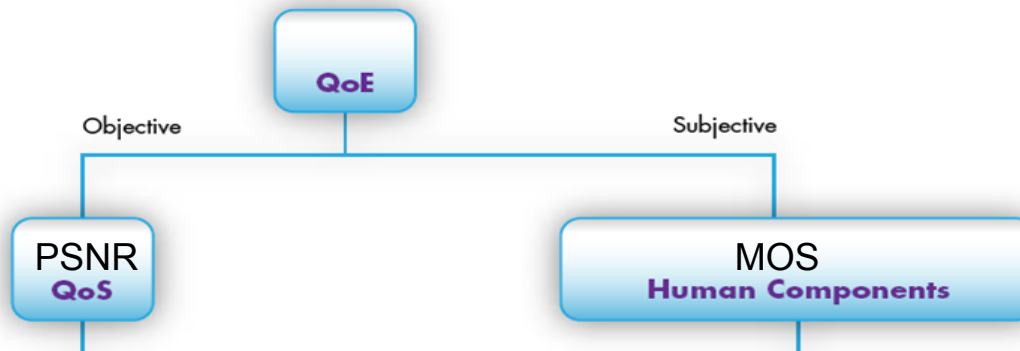 QoE
Objective
Subjective
PSNR
QoS
MOS
Human Components